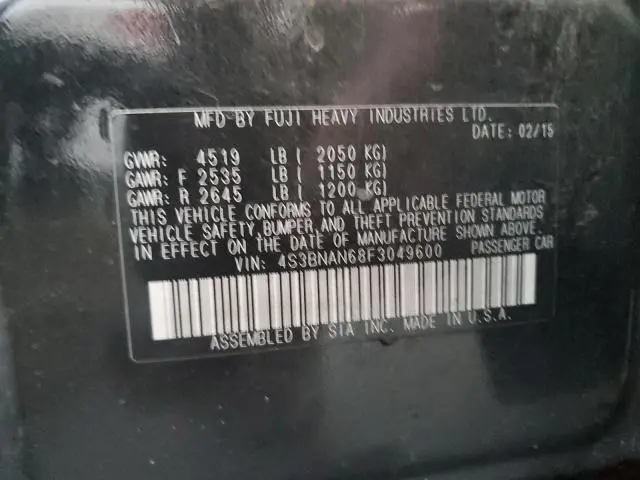 MFD BY FUJI HEAVY INDUSTRIES LTD.
DATE: 02/15
GVWR: 4519 LB ( 2050 KG)
GAWR: F 2535 LB ( 1150 KG)
GAWR: R 2645 LB ( 1200 KG)
THIS VEHICLE CONFORMS TO ALL APPLICABLE FEDERAL MOTOR
VEHICLE SAFETY, BUMPER, AND THEFT PREVENTION STANDARDS
IN EFFECT ON THE DATE OF MANUFACTURE SHOWN ABOVE.
VIN: 4S3BNAN68F3049600 PASSENGER CAR
ASSEMBLED BY SIA INC. MADE IN U.S.A.